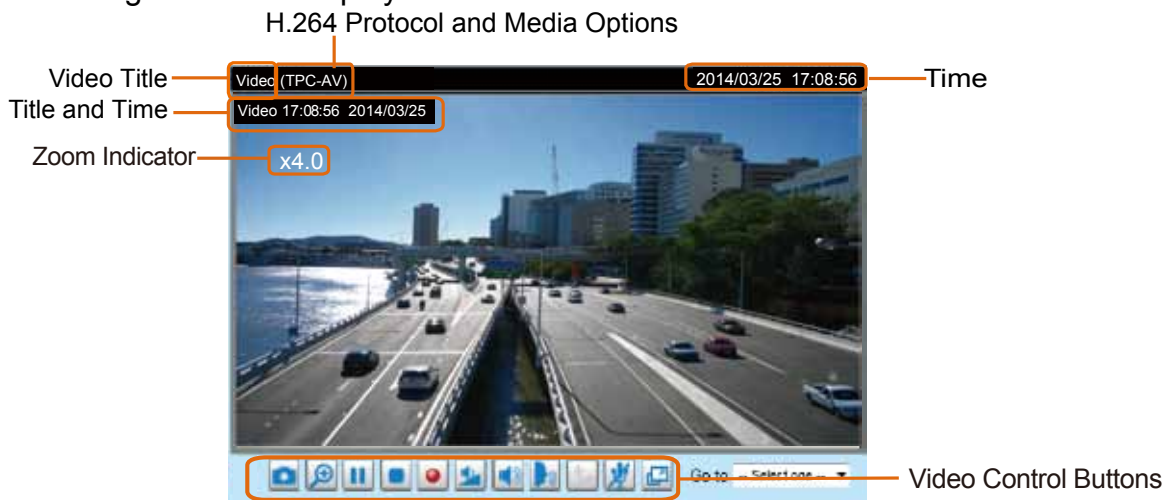 H.264 Protocol and Media Options
Video Title
Video (TPC-AV)
2014/03/25 17:08:56
Time
Title and Time
Video 17:08:56 2014/03/25
Zoom Indicator
x4.0
Go to -- Select one --
Video Control Buttons